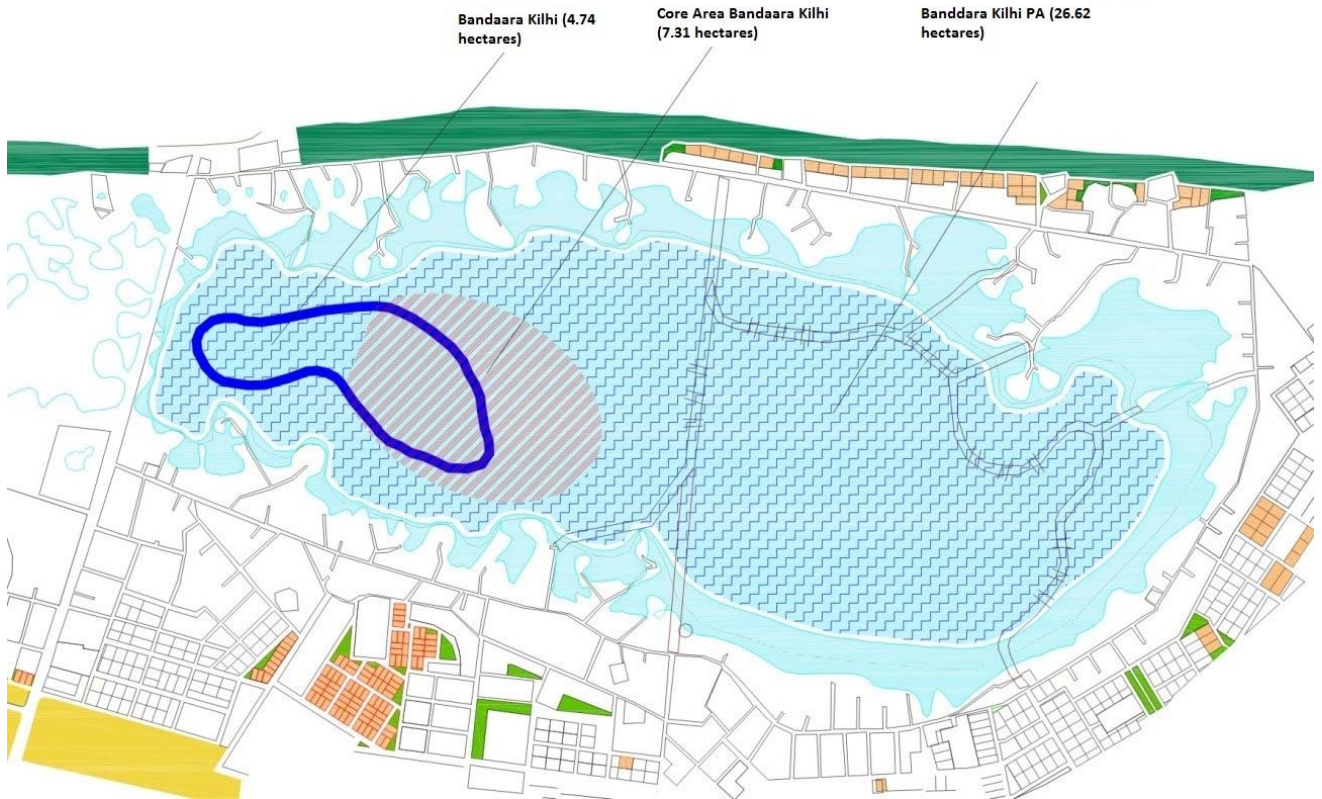 Bandaara Kilhi (4.74
hectares)
Core Area Bandaara Kilhi
(7.31 hectares)
Banddara Kilhi PA (26.62
hectares)